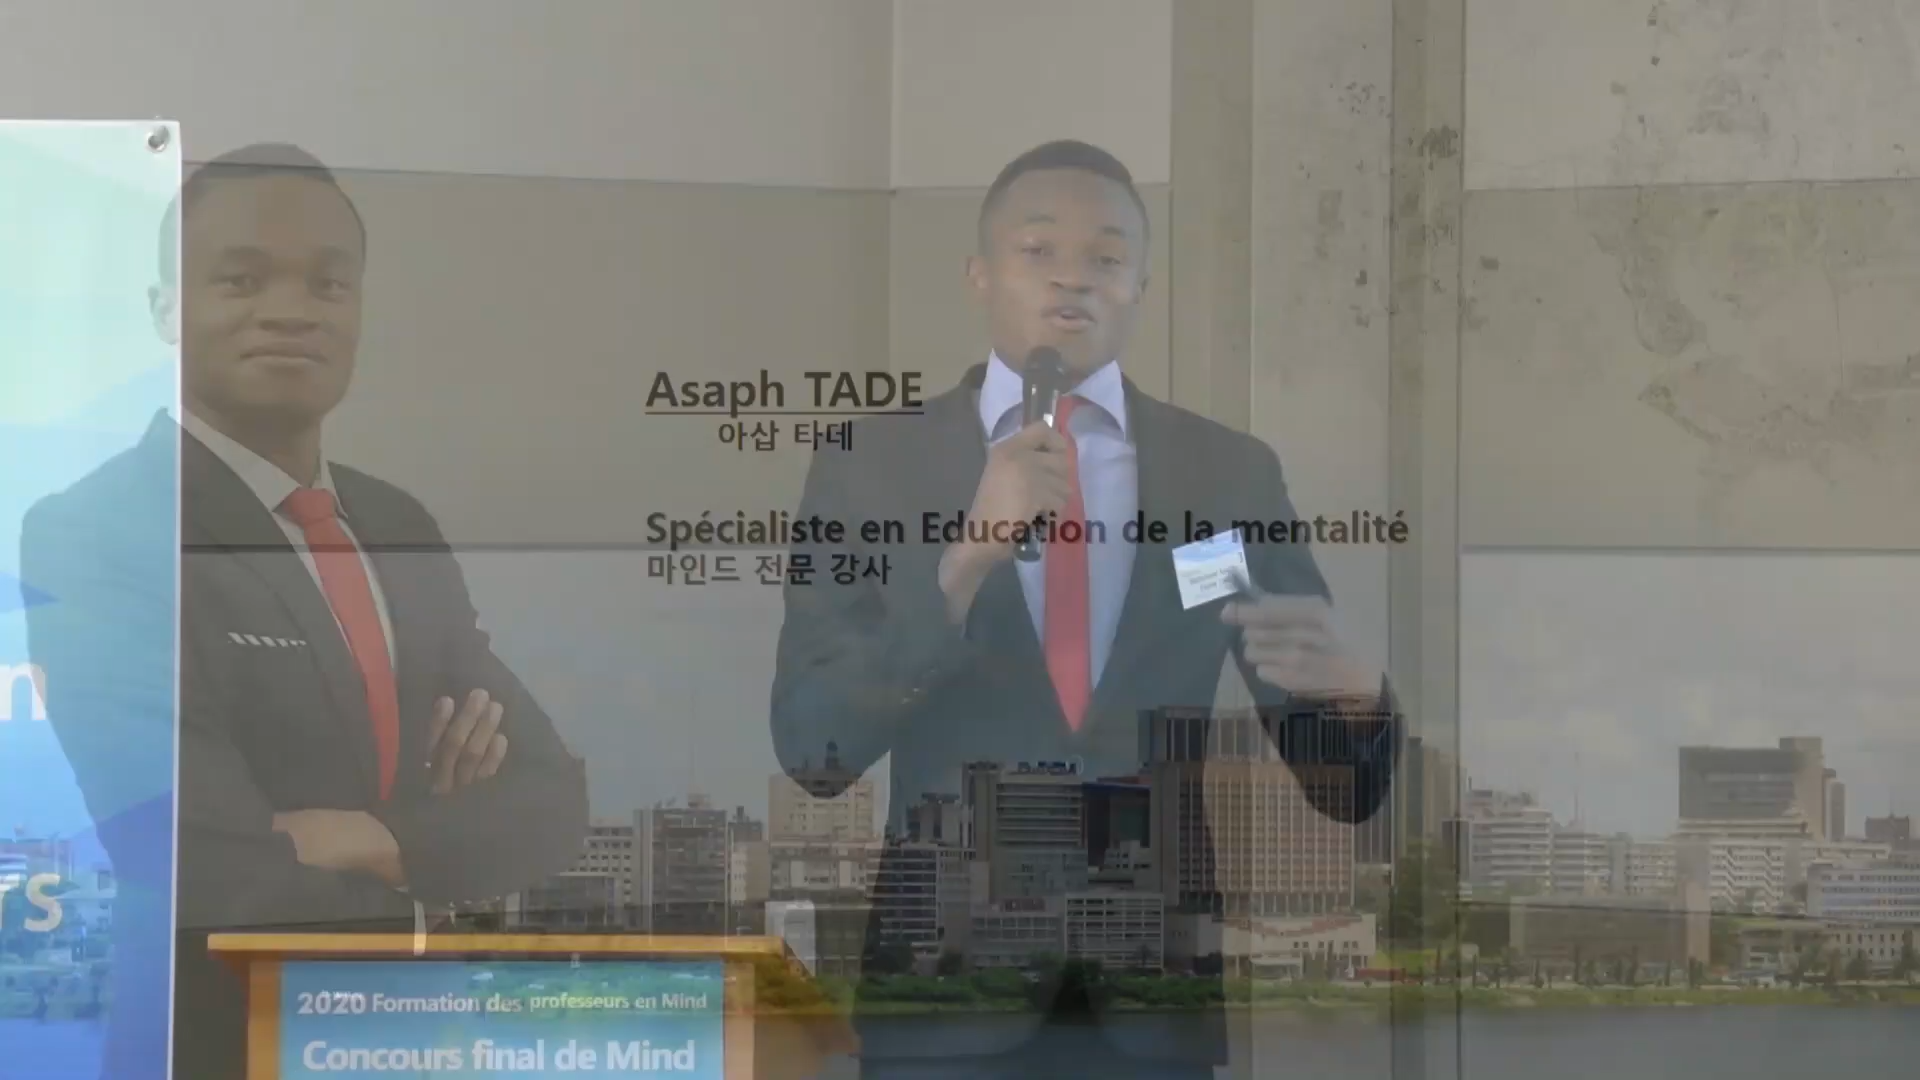 Asaph TADE
아삽 타데
Spécialiste en Education de la mentalité
마인드 전문 강사
n
rs
2020 Formation des professeurs en Mind
Concours final de Mind